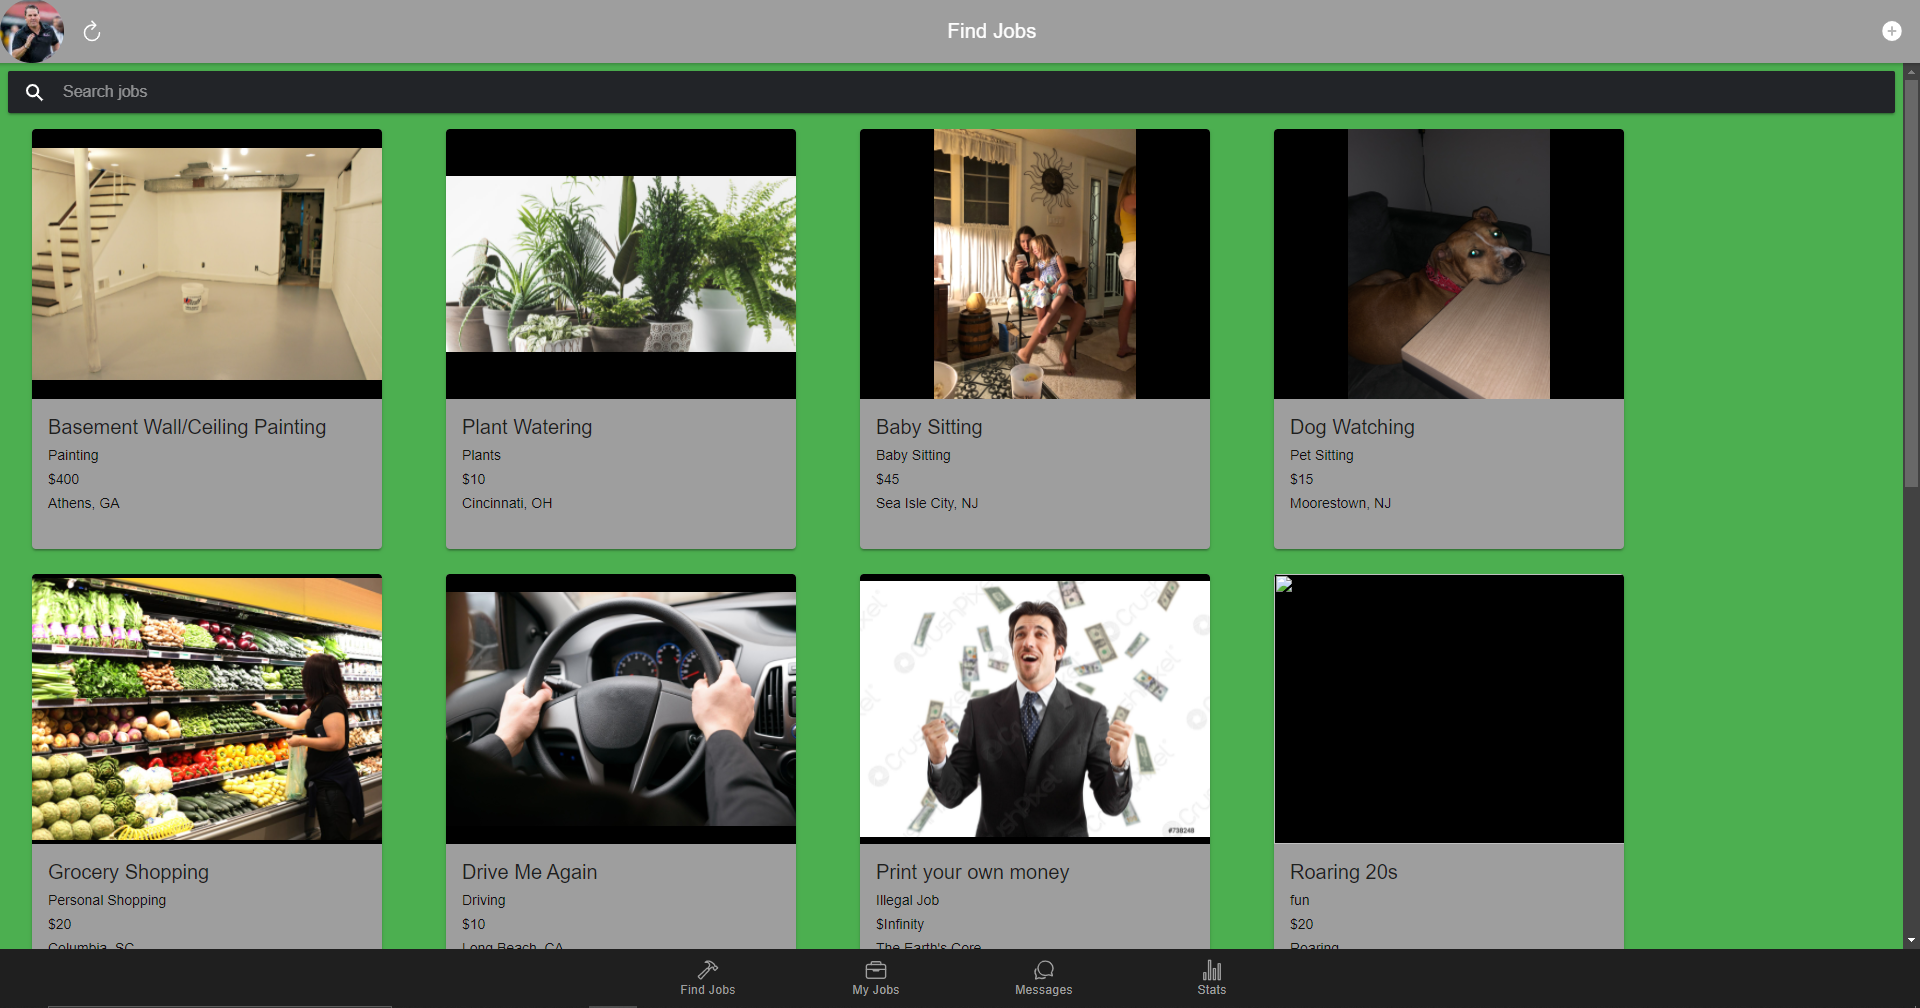 Find Jobs
Search jobs
Basement Wall/Ceiling Painting
Painting
$400
Athens, GA
Plant Watering
Plants
$10
Cincinnati, OH
Baby Sitting
Baby Sitting
$45
Sea Isle City, NJ
Dog Watching
Pet Sitting
$15
Moorestown, NJ
Grocery Shopping
Personal Shopping
$20
Columbia, SC
Drive Me Again
Driving
$10
Long Beach, CA
#738248
Print your own money
Illegal Job
$Infinity
The Earth's Core
Roaring 20s
fun
$20
Roaring
Find Jobs
My Jobs
Messages
Stats